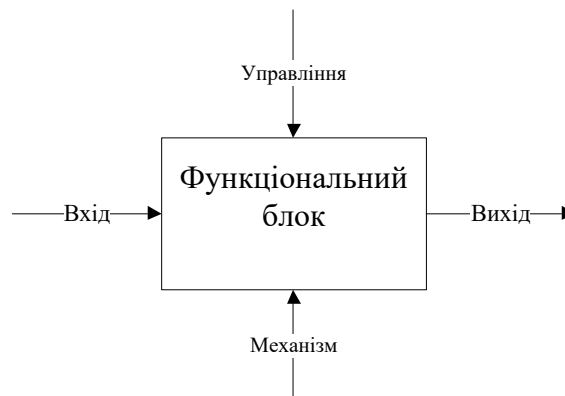 Управління
Функціональний
блок
Вхід
Вихід
Механізм